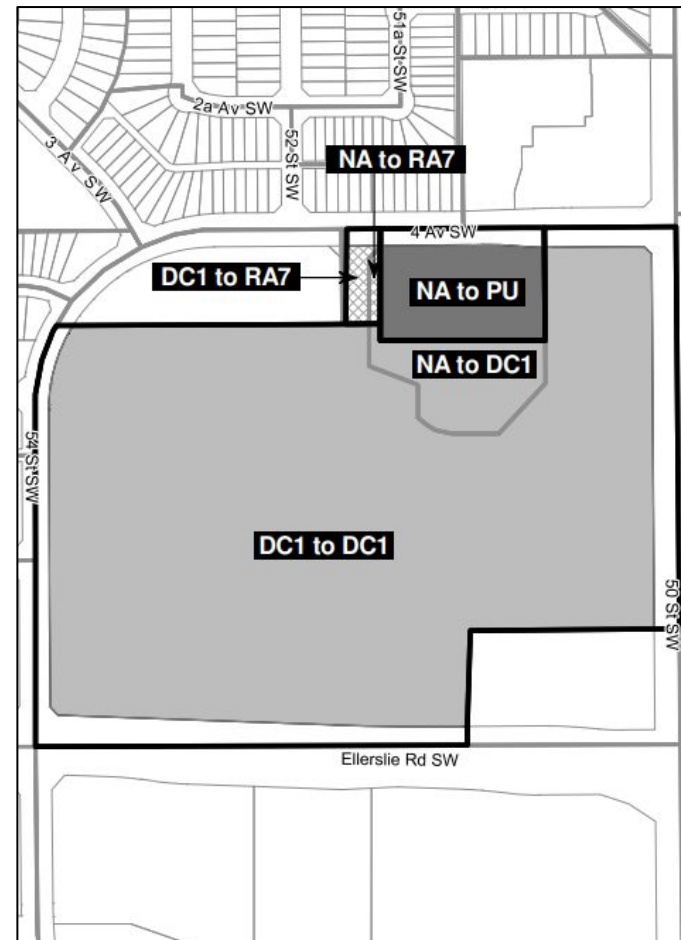 51a St SW
2a Av SW
52 St SW
3 Av SW
NA to RA7
4 Av SW
DC1 to RA7
NA to PU
NA to DC1
54 St SW
DC1 to DC1
50 St SW
Ellerslie Rd SW